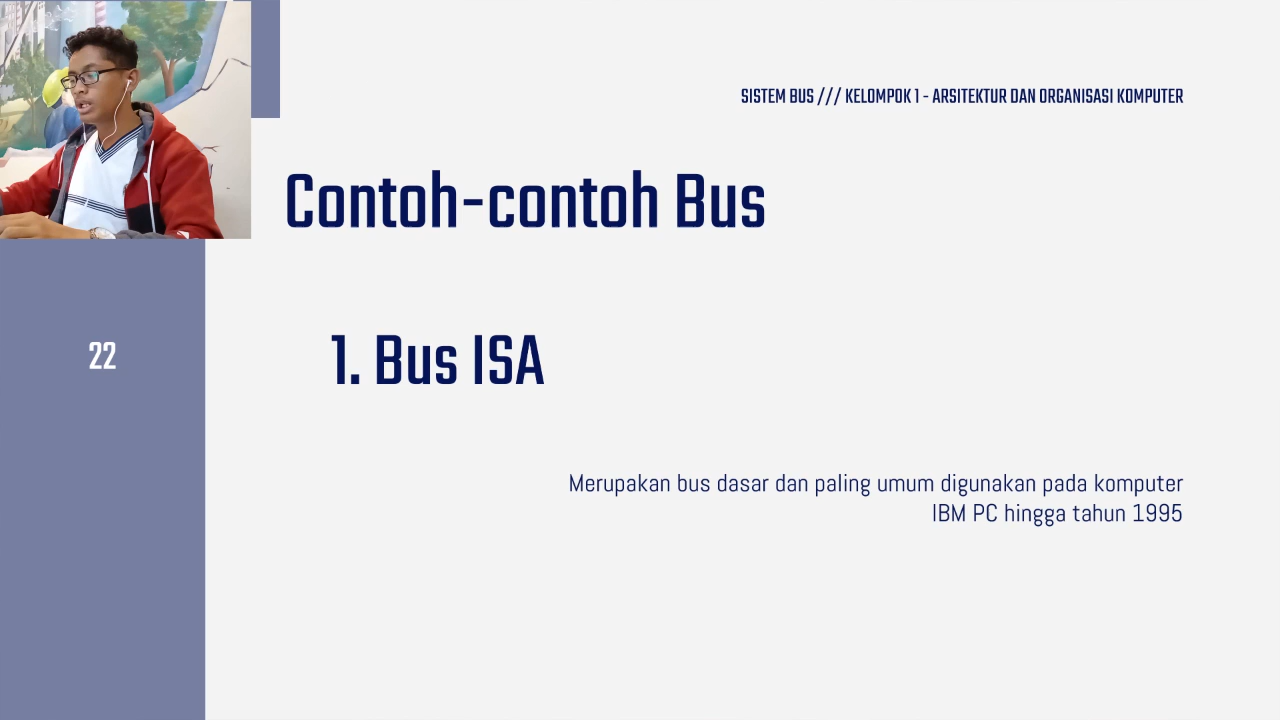 SISTEM BUS /// KELOMPOK 1 - ARSITEKTUR DAN ORGANISASI KOMPUTER
Contoh-contoh Bus
1. Bus ISA
22
Merupakan bus dasar dan paling umum digunakan pada komputer
IBM PC hingga tahun 1995